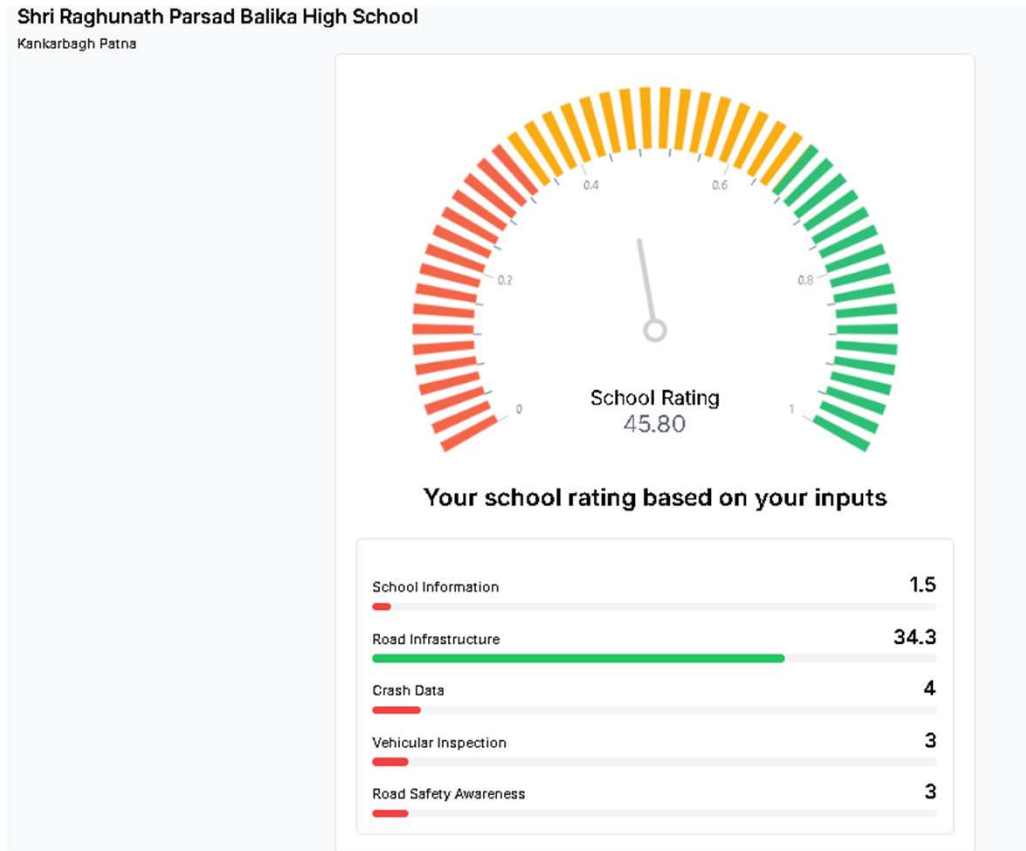 Shri Raghunath Parsad Balika High School
Kankarbagh Patna
0.4
0.6
0.2
0.8
0
1
School Rating
45.80
Your school rating based on your inputs
School Information 1.5
Road Infrastructure 34.3
Crash Data 4
Vehicular Inspection 3
Road Safety Awareness 3